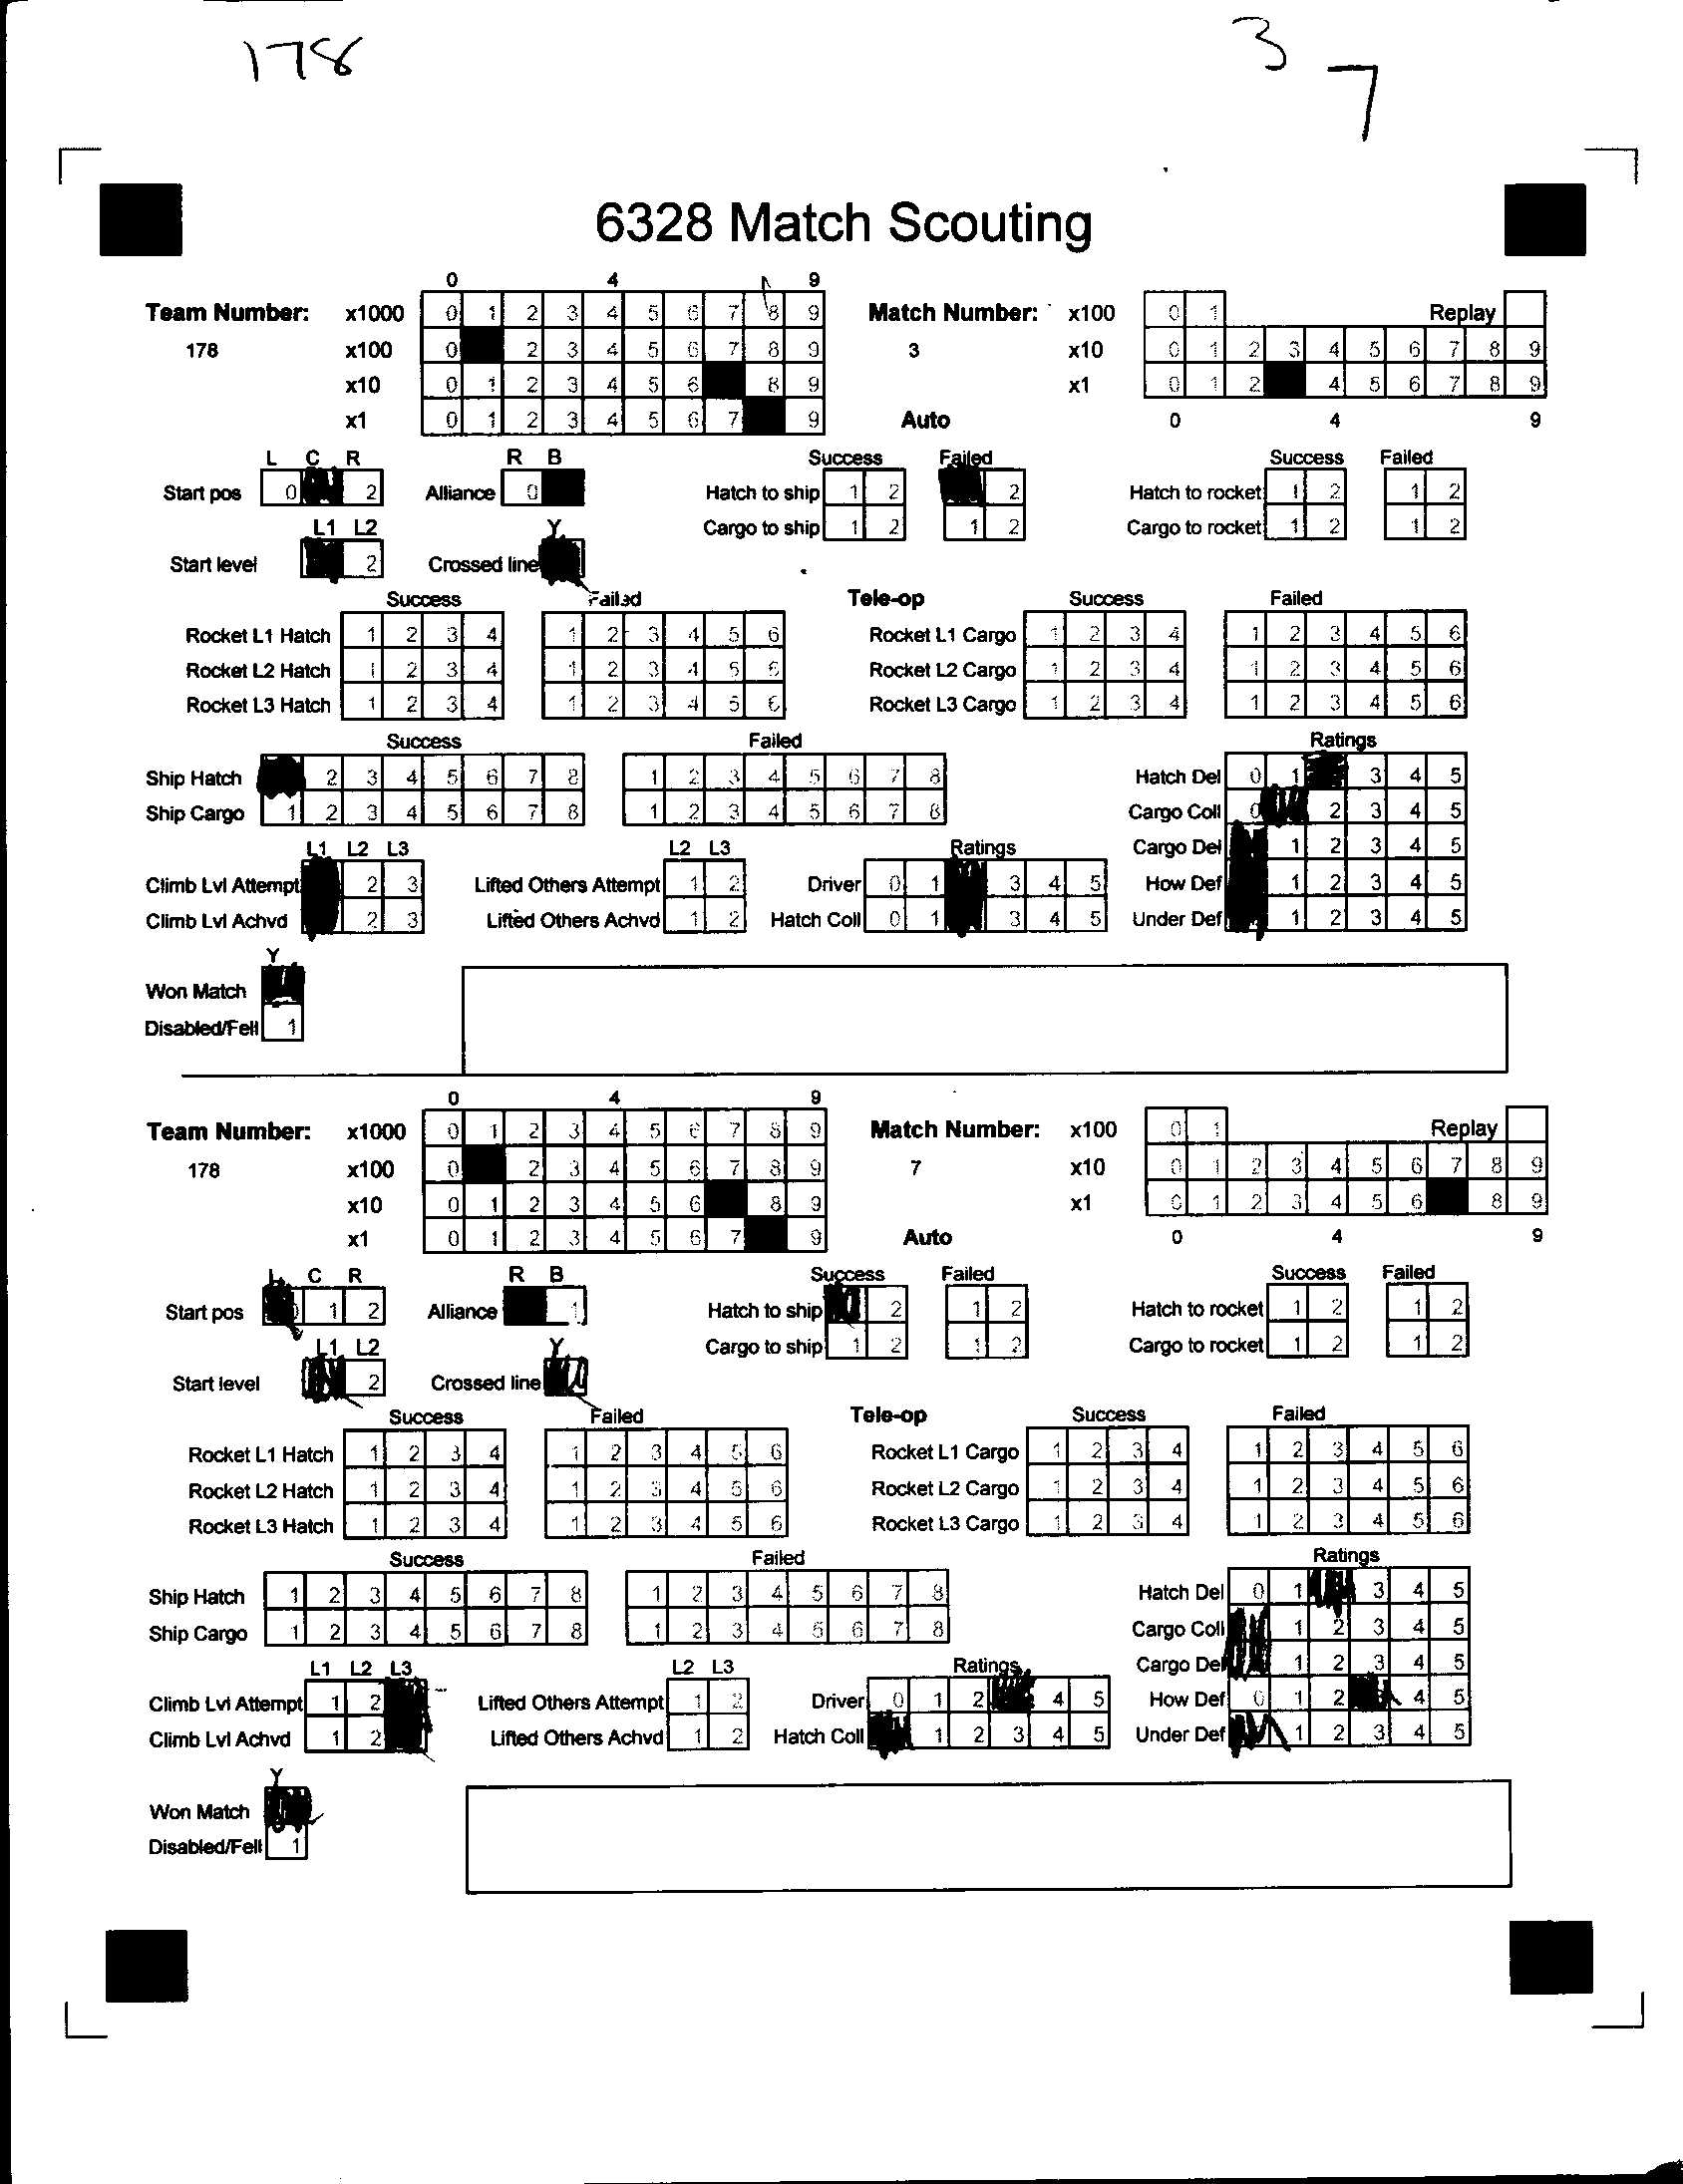 178 3
7
6328 Match Scouting
0 4 9
Team Number: x1000 0 1 2 3 4 5 6 7 8 9 Match Number: x100 0 1 Replay
178 x100 0 2 3 4 5 6 7 8 9 3 x10 0 1 2 3 4 5 6 7 8 9
x10 0 1 2 3 4 5 6 8 9 x1 0 1 2 4 5 6 7 8 9
x1 0 1 2 3 4 5 6 7 9 Auto 0 4 9
L C R R B Success Failed Success Failed
Start pos 0 2 Alliance 0 Hatch to ship 1 2 2 Hatch to rocket 1 2 1 2
L1 L2 Y Cargo to ship 1 2 1 2 Cargo to rocket 1 2 1 2
Start level 2 Crossed line
Success Failed Tele-op Success Failed
Rocket L1 Hatch 1 2 3 4 1 2 3 4 5 6 Rocket L1 Cargo 1 2 3 4 1 2 3 4 5 6
Rocket L2 Hatch 1 2 3 4 1 2 3 4 5 6 Rocket L2 Cargo 1 2 3 4 1 2 3 4 5 6
Rocket L3 Hatch 1 2 3 4 1 2 3 4 5 6 Rocket L3 Cargo 1 2 3 4 1 2 3 4 5 6
Success Failed Ratings
Ship Hatch 2 3 4 5 6 7 8 1 2 3 4 5 6 7 8 Hatch Del 0 1 3 4 5
Ship Cargo 1 2 3 4 5 6 7 8 1 2 3 4 5 6 7 8 Cargo Coll 0 2 3 4 5
L1 L2 L3 L2 L3 Ratings Cargo Del 1 2 3 4 5
Climb Lvl Attempt 2 3 Lifted Others Attempt 1 2 Driver 0 1 3 4 5 How Def 1 2 3 4 5
Climb Lvl Achvd 2 3 Lifted Others Achvd 1 2 Hatch Coll 0 1 3 4 5 Under Def 1 2 3 4 5
Y
Won Match
Disabled/Fell 1
0 4 9
Team Number: x1000 0 1 2 3 4 5 6 7 8 9 Match Number: x100 0 1 Replay
178 x100 0 2 3 4 5 6 7 8 9 7 x10 0 1 2 3 4 5 6 7 8 9
x10 0 1 2 3 4 5 6 8 9 x1 0 1 2 3 4 5 6 8 9
x1 0 1 2 3 4 5 6 7 9 Auto 0 4 9
L C R R B Success Failed Success Failed
Start pos 1 2 Alliance 1 Hatch to ship 2 1 2 Hatch to rocket 1 2 1 2
L1 L2 Y Cargo to ship 1 2 1 2 Cargo to rocket 1 2 1 2
Start level 2 Crossed line
Success Failed Tele-op Success Failed
Rocket L1 Hatch 1 2 3 4 1 2 3 4 5 6 Rocket L1 Cargo 1 2 3 4 1 2 3 4 5 6
Rocket L2 Hatch 1 2 3 4 1 2 3 4 5 6 Rocket L2 Cargo 1 2 3 4 1 2 3 4 5 6
Rocket L3 Hatch 1 2 3 4 1 2 3 4 5 6 Rocket L3 Cargo 1 2 3 4 1 2 3 4 5 6
Success Failed Ratings
Ship Hatch 1 2 3 4 5 6 7 8 1 2 3 4 5 6 7 8 Hatch Del 0 1 3 4 5
Ship Cargo 1 2 3 4 5 6 7 8 1 2 3 4 5 6 7 8 Cargo Coll 1 2 3 4 5
L1 L2 L3 L2 L3 Ratings Cargo Del 1 2 3 4 5
Climb Lvl Attempt 1 2 Lifted Others Attempt 1 2 Driver 0 1 2 4 5 How Def 0 1 2 4 5
Climb Lvl Achvd 1 2 Lifted Others Achvd 1 2 Hatch Coll 1 2 3 4 5 Under Def 1 2 3 4 5
Y
Won Match
Disabled/Fell 1